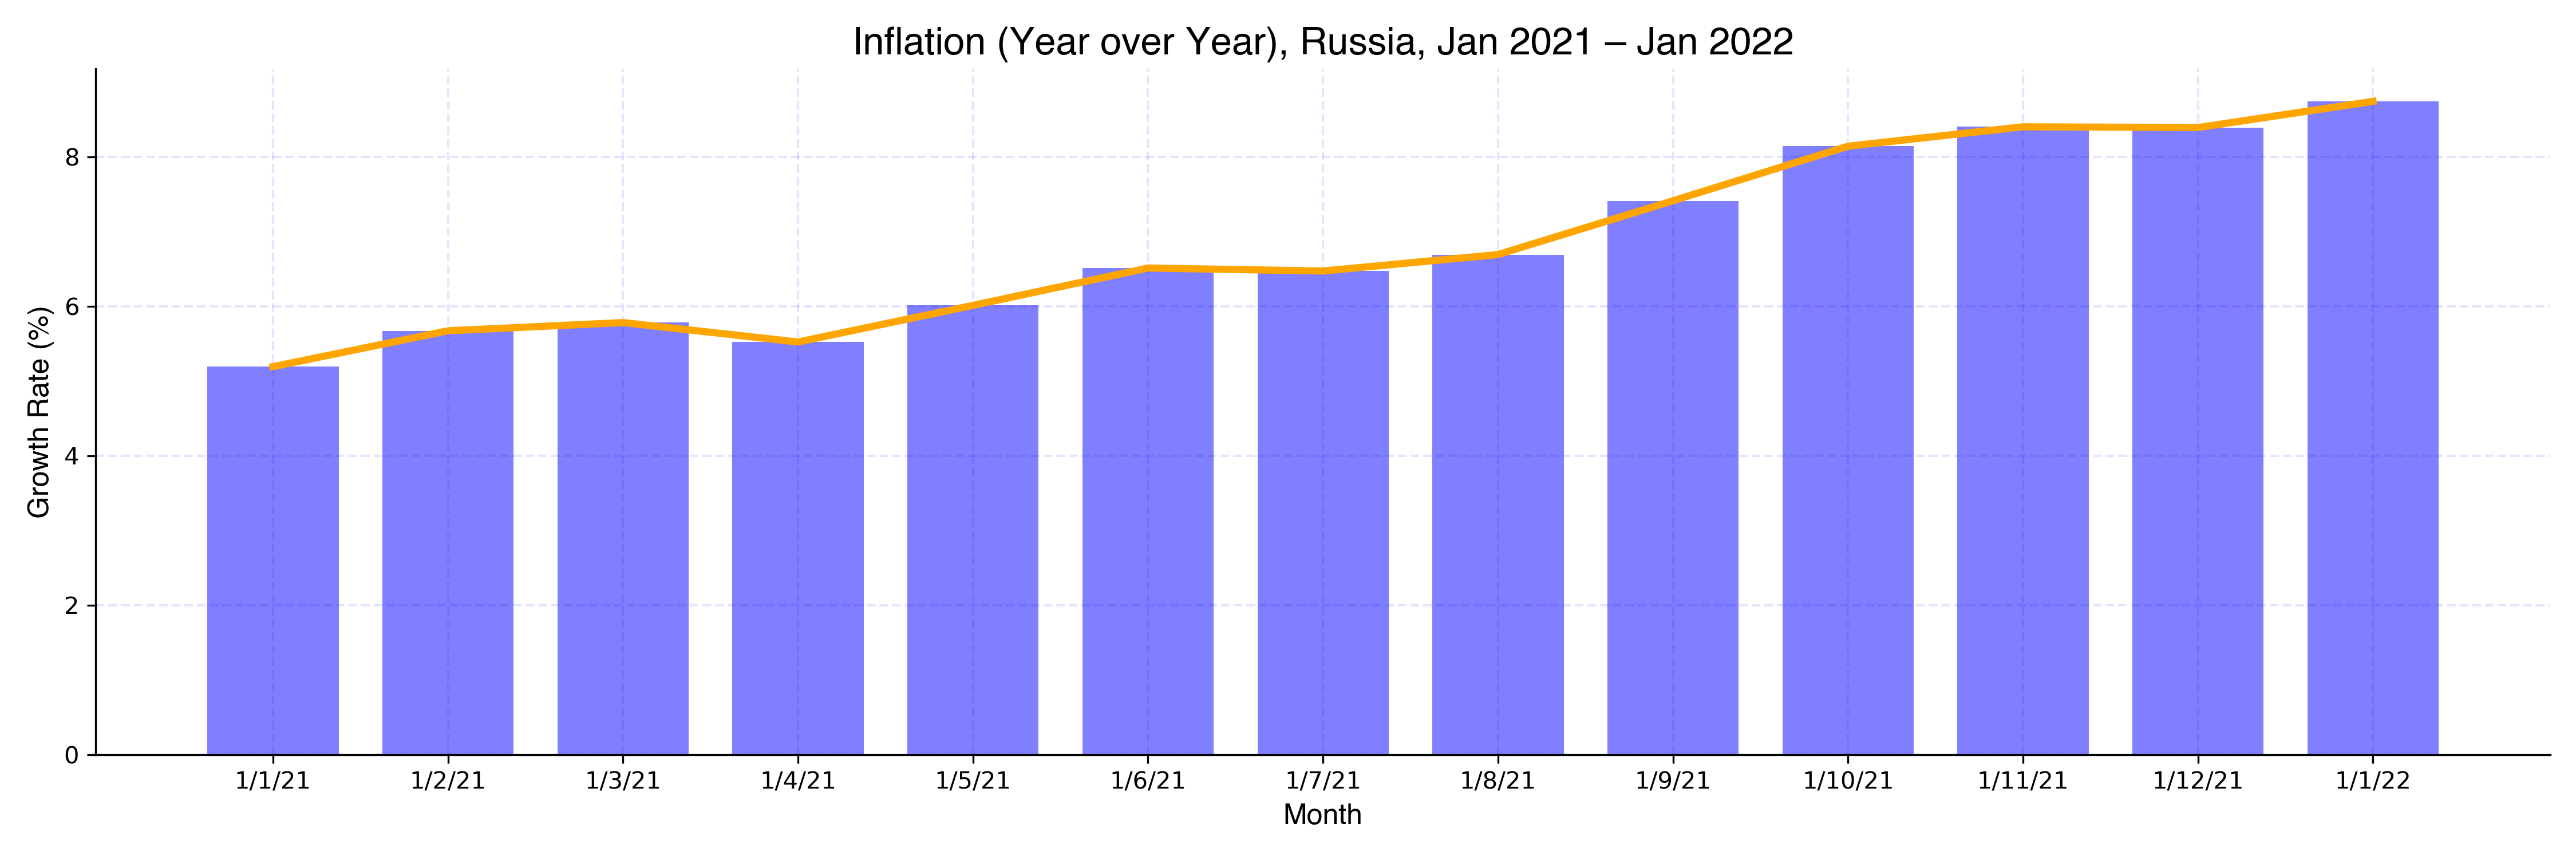 Inflation (Year over Year), Russia, Jan 2021 – Jan 2022
Growth Rate (%)
8
6
4
2
0
1/1/21 1/2/21 1/3/21 1/4/21 1/5/21 1/6/21 1/7/21 1/8/21 1/9/21 1/10/21 1/11/21 1/12/21 1/1/22
Month